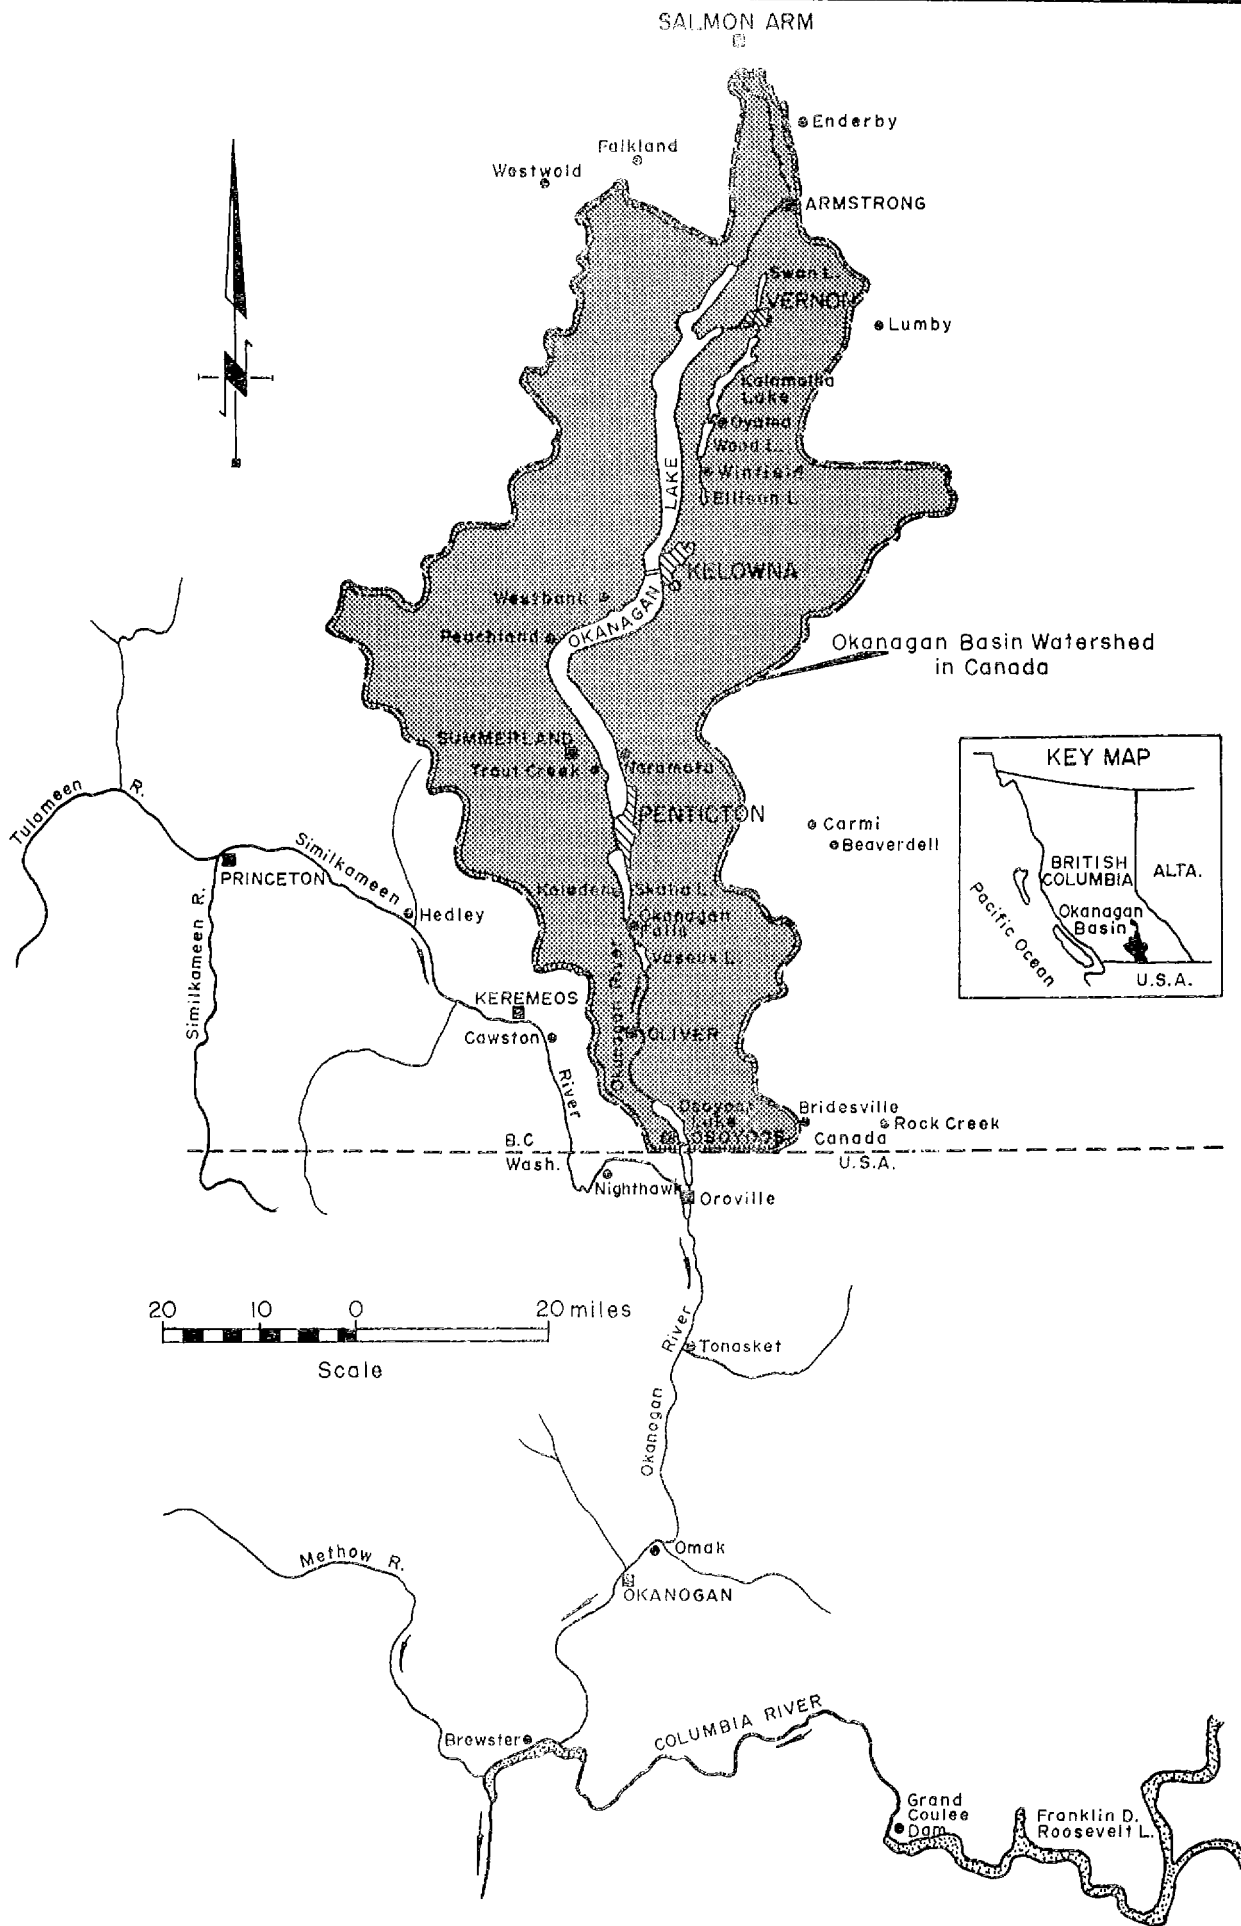 SALMON ARM
Enderby
Falkland
Westwold
ARMSTRONG
Swan L.
VERNON
Lumby
Kalamalka
Lake
Oyama
Wood L.
Winfield
Ellison L.
LAKE
KELOWNA
Westbank
OKANAGAN
Peachland
Okanagan Basin Watershed
in Canada
SUMMERLAND
Trout Creek
Naramata
PENTICTON
KEY MAP
BRITISH
COLUMBIA
ALTA.
Okanagan
Basin
Pacific Ocean
U.S.A.
Carmi
Beaverdell
Tulameen R.
PRINCETON
Similkameen
Hedley
Similkameen R.
Kaleden
Skaha L.
Okanagan
Falls
Vaseux L.
Okanagan River
KEREMEOS
Cawston
River
OLIVER
Osoyoos
Lake
OSOYOOS
Bridesville
Rock Creek
B.C
Canada
Wash.
U.S.A.
Nighthawk
Oroville
20 10 0 20 miles
Scale
River
Tonasket
Okanogan
Omak
OKANOGAN
Methow R.
Brewster
COLUMBIA RIVER
Grand
Coulee
Dam
Franklin D.
Roosevelt L.